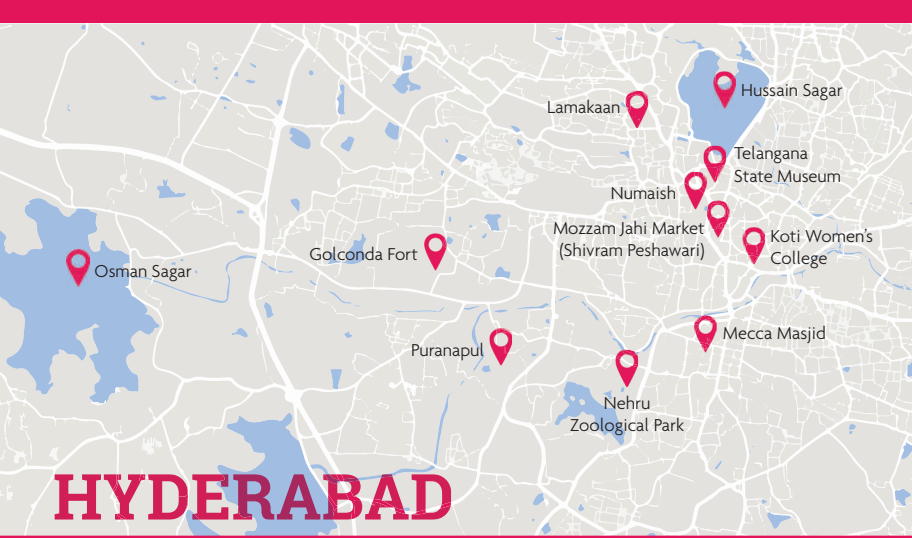 Hussain Sagar
Lamakaan
Telangana
State Museum
Numaish
Mozzam Jahi Market
(Shivram Peshawari)
Koti Women's
College
Golconda Fort
Osman Sagar
Mecca Masjid
Puranapul
Nehru
Zoological Park
HYDERABAD